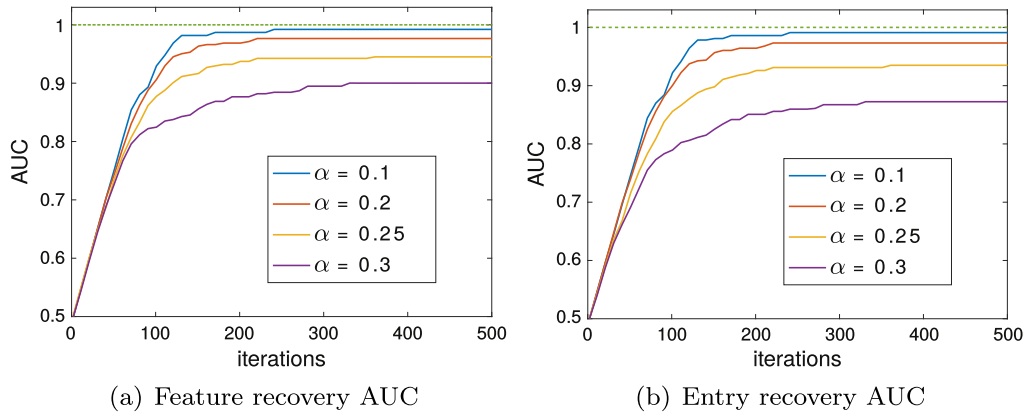 AUC
1
0.9
0.8
0.7
0.6
0.5
0
100
200
300
400
500
iterations
α = 0.1
α = 0.2
α = 0.25
α = 0.3
(a) Feature recovery AUC
AUC
1
0.9
0.8
0.7
0.6
0.5
0
100
200
300
400
500
iterations
α = 0.1
α = 0.2
α = 0.25
α = 0.3
(b) Entry recovery AUC